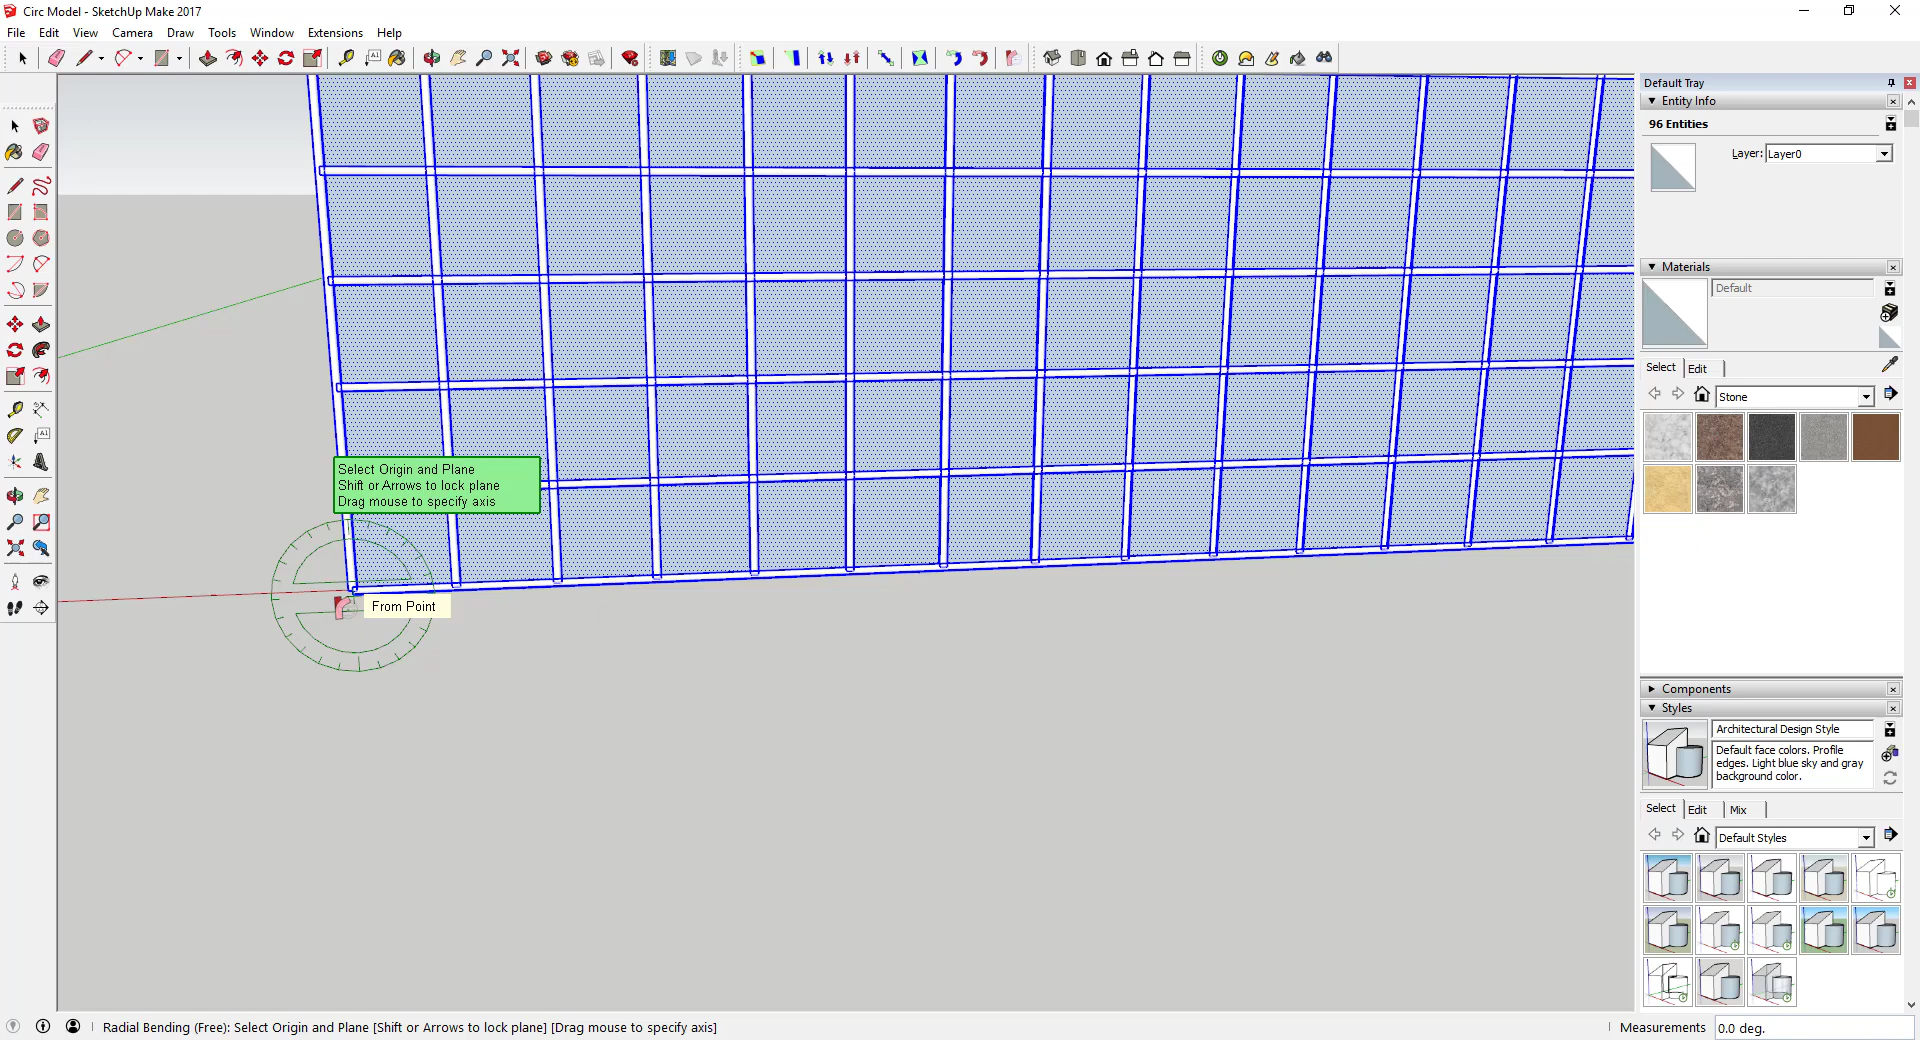 Circ Model - SketchUp Make 2017
File Edit View Camera Draw Tools Window Extensions Help
A1
Default Tray
Entity Info
96 Entities
Layer: Layer0
Materials
Default
Select Edit
Stone
A1
Select Origin and Plane
Shift or Arrows to lock plane
Drag mouse to specify axis
From Point
Components
Styles
Architectural Design Style
Default face colors. Profile
edges. Light blue sky and gray
background color.
Select Edit Mix
Default Styles
Radial Bending (Free): Select Origin and Plane [Shift or Arrows to lock plane] [Drag mouse to specify axis]
Measurements 0.0 deg.